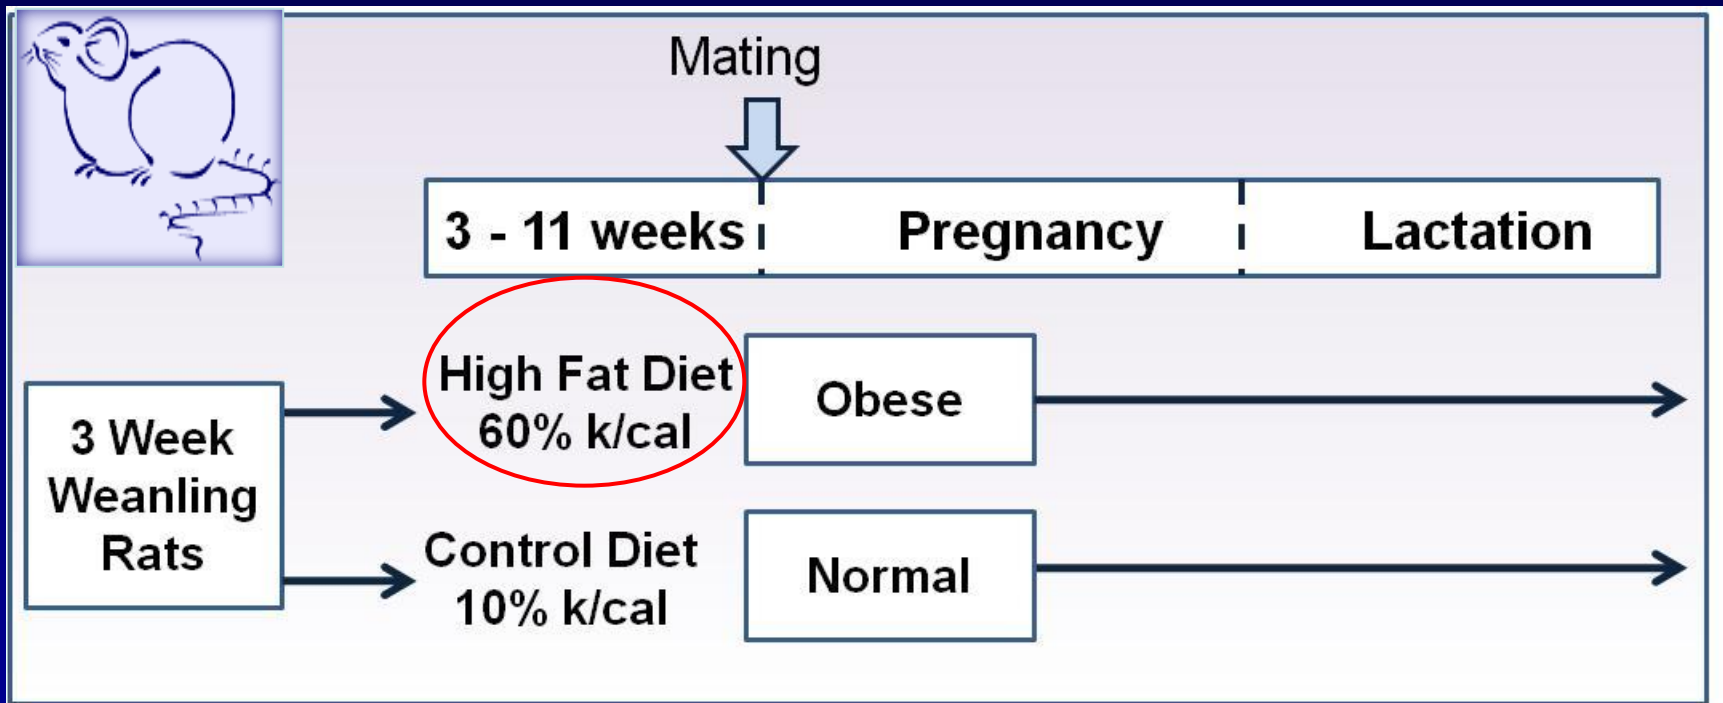 Mating
3 - 11 weeks
Pregnancy
Lactation
3 Week
Weanling
Rats
High Fat Diet
60% k/cal
Obese
Control Diet
10% k/cal
Normal